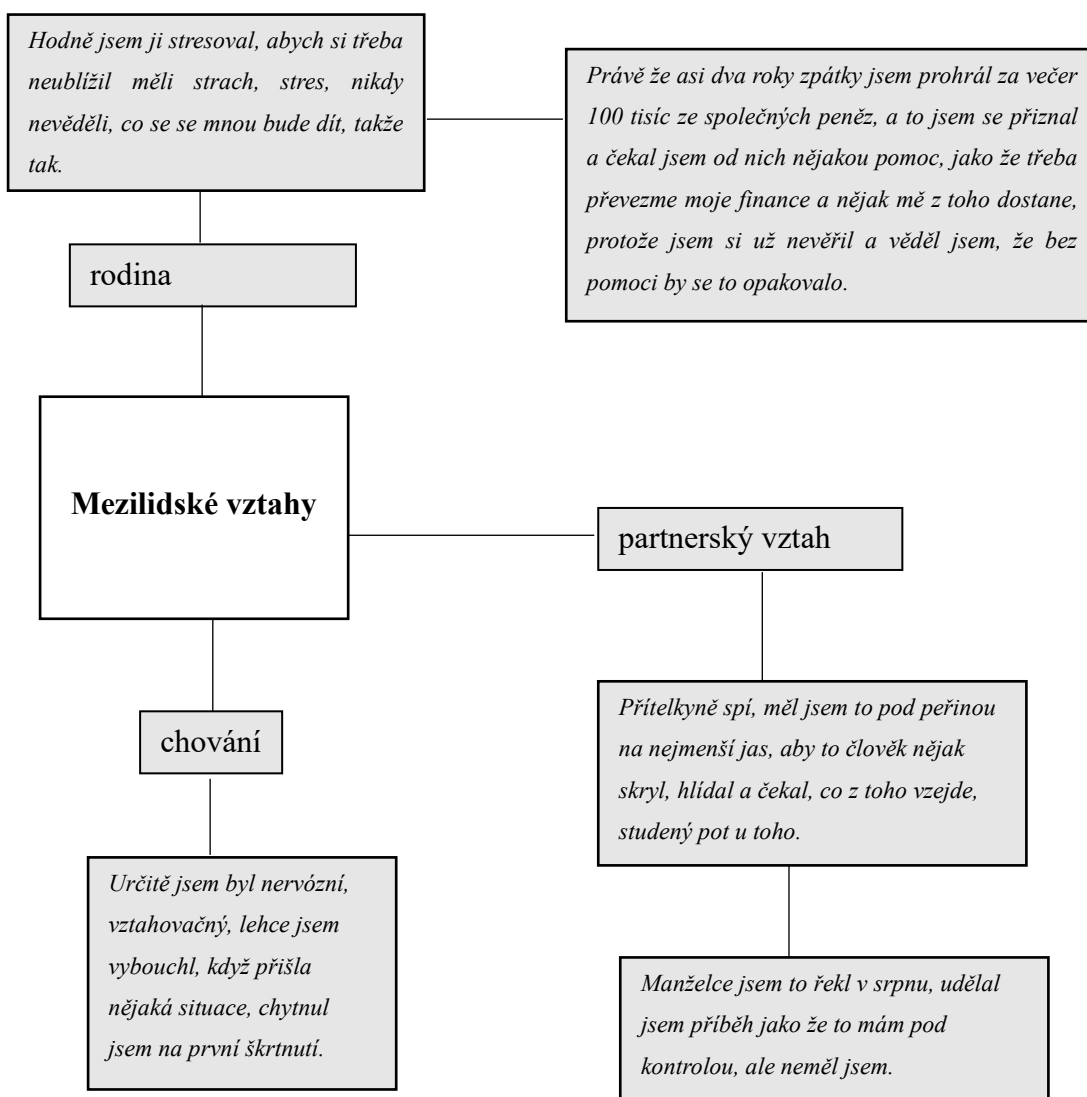 Hodně jsem ji stresoval, abych si třeba
neublížil měli strach, stres, nikdy
nevěděli, co se se mnou bude dít, takže
tak.
Právě že asi dva roky zpátky jsem prohrál za večer
100 tisíc ze společných peněz, a to jsem se přiznal
a čekal jsem od nich nějakou pomoc, jako že třeba
převezme moje finance a nějak mě z toho dostane,
protože jsem si už nevěřil a věděl jsem, že bez
pomoci by se to opakovalo.
rodina
Mezilidské vztahy
partnerský vztah
chování
Přítelkyně spí, měl jsem to pod peřinou
na nejmenší jas, aby to člověk nějak
skryl, hlídal a čekal, co z toho vzejde,
studený pot u toho.
Určitě jsem byl nervózní,
vztahovačný, lehce jsem
vybouchl, když přišla
nějaká situace, chytnul
jsem na první škrtnutí.
Manželce jsem to řekl v srpnu, udělal
jsem příběh jako že to mám pod
kontrolou, ale neměl jsem.